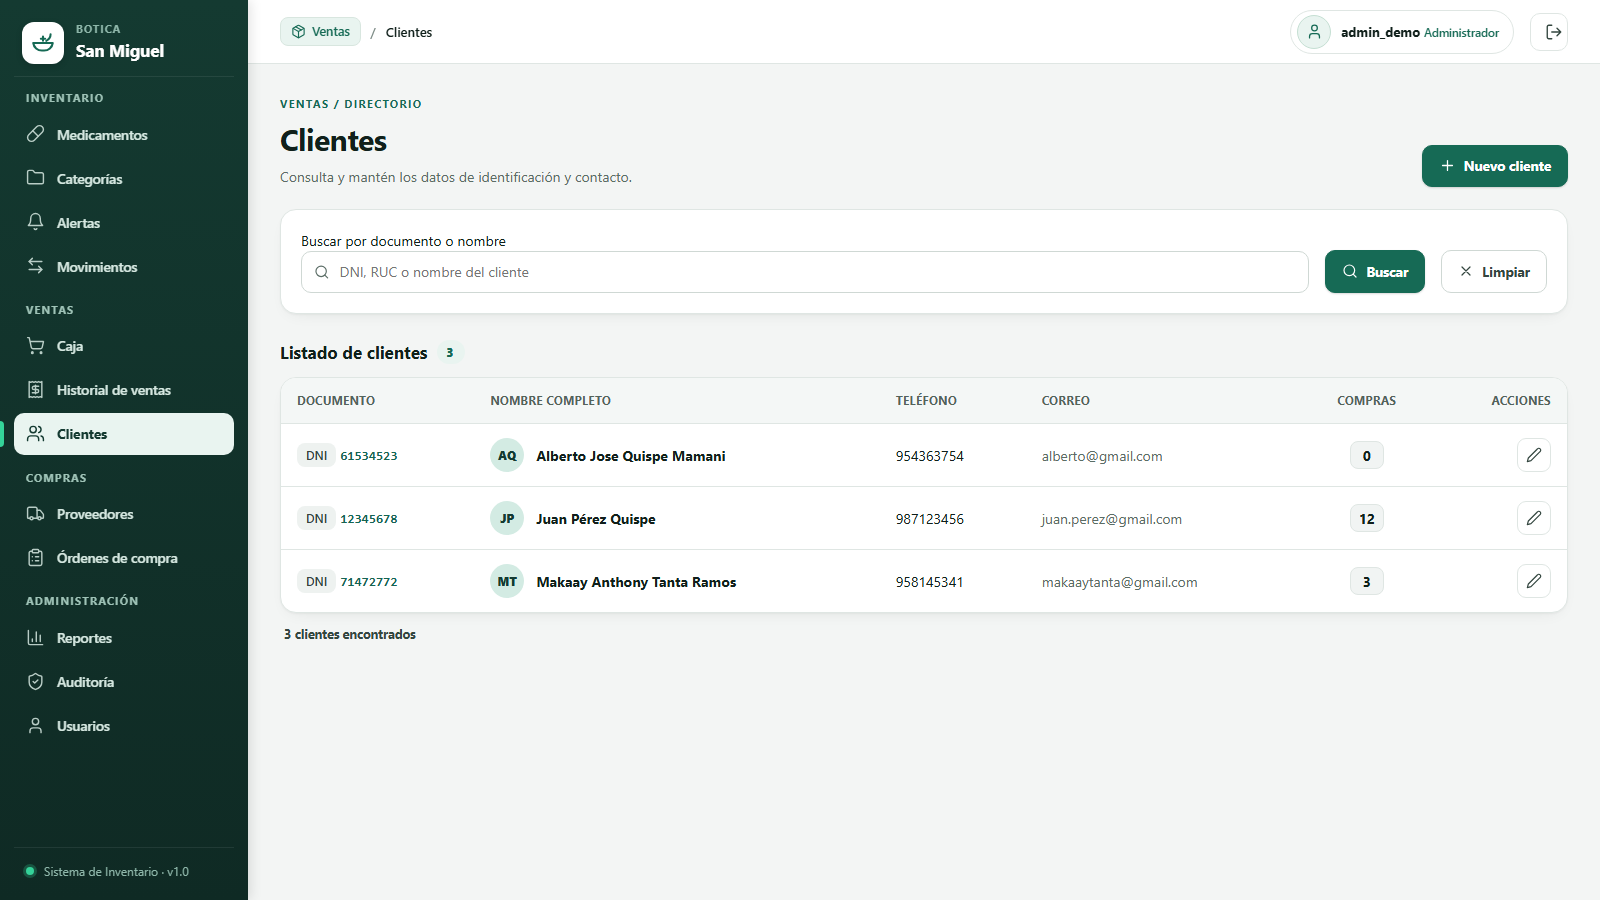 BOTICA
San Miguel
INVENTARIO
Medicamentos
Categorías
Alertas
Movimientos
VENTAS
Caja
Historial de ventas
Clientes
COMPRAS
Proveedores
Órdenes de compra
ADMINISTRACIÓN
Reportes
Auditoría
Usuarios
Sistema de Inventario · v1.0
Ventas / Clientes
admin_demo Administrador
VENTAS / DIRECTORIO
Clientes
Consulta y mantén los datos de identificación y contacto.
Nuevo cliente
Buscar por documento o nombre
DNI, RUC o nombre del cliente
Buscar
Limpiar
Listado de clientes 3
DOCUMENTO NOMBRE COMPLETO TELÉFONO CORREO COMPRAS ACCIONES
DNI 61534523 AQ Alberto Jose Quispe Mamani 954363754 alberto@gmail.com 0
DNI 12345678 JP Juan Pérez Quispe 987123456 juan.perez@gmail.com 12
DNI 71472772 MT Makaay Anthony Tanta Ramos 958145341 makaaytanta@gmail.com 3
3 clientes encontrados